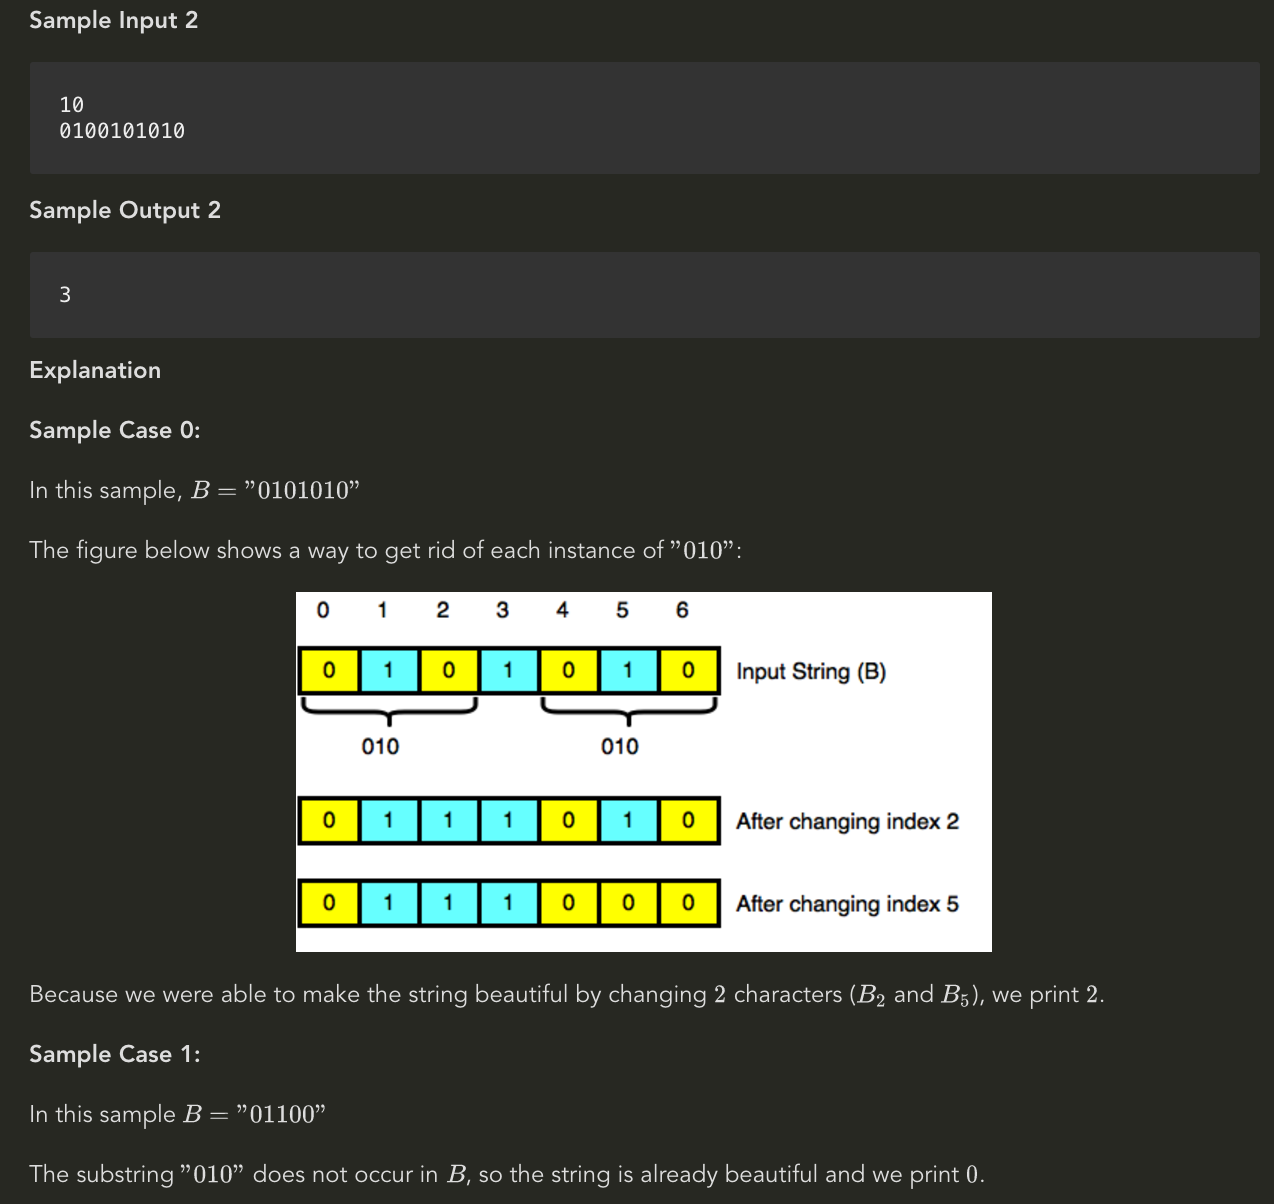 Sample Input 2
10
0100101010
Sample Output 2
3
Explanation
Sample Case 0:
In this sample, B = ”0101010”
The figure below shows a way to get rid of each instance of ”010”:
0 1 2 3 4 5 6
0 1 0 1 0 1 0 Input String (B)
010 010
0 1 1 1 0 1 0 After changing index 2
0 1 1 1 0 0 0 After changing index 5
Because we were able to make the string beautiful by changing 2 characters (B₂ and B₅), we print 2.
Sample Case 1:
In this sample B = ”01100”
The substring ”010” does not occur in B, so the string is already beautiful and we print 0.